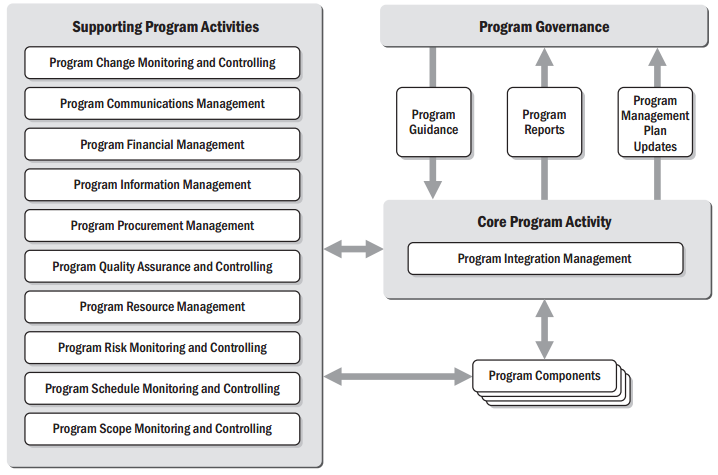 Supporting Program Activities
Program Change Monitoring and Controlling
Program Communications Management
Program Financial Management
Program Information Management
Program Procurement Management
Program Quality Assurance and Controlling
Program Resource Management
Program Risk Monitoring and Controlling
Program Schedule Monitoring and Controlling
Program Scope Monitoring and Controlling
Program Governance
Program
Guidance
Program
Reports
Program
Management
Plan
Updates
Core Program Activity
Program Integration Management
Program Components